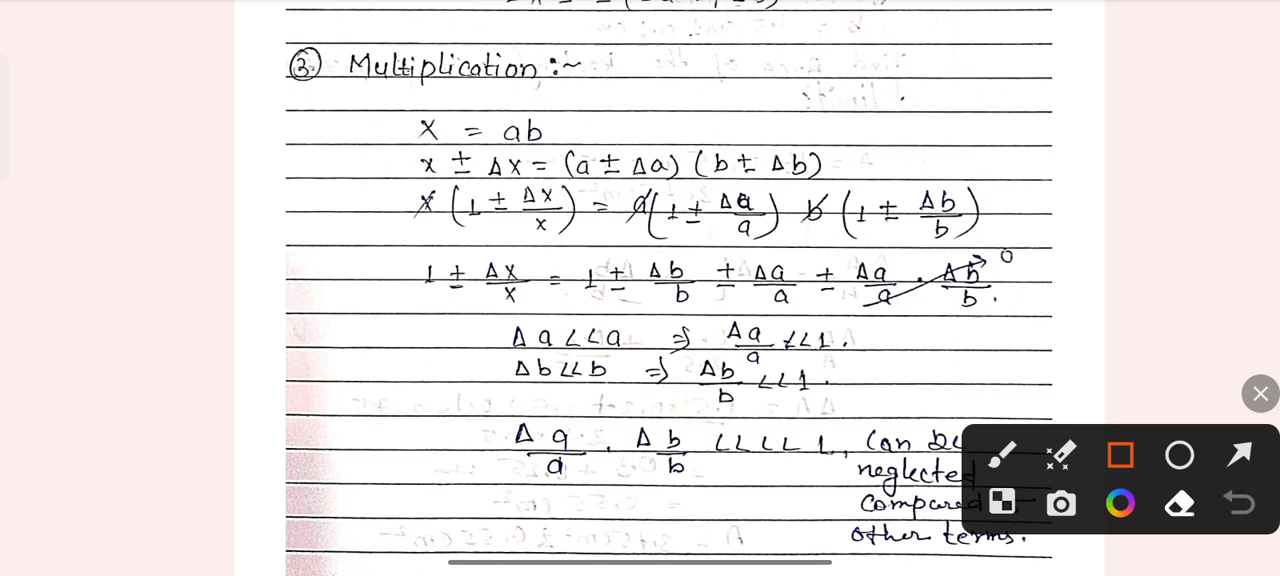 ③ Multiplication :~
x = ab
x ± Δx = (a ± Δa) (b ± Δb)
x (1 ± Δx/x) = a (1 ± Δa/a) b (1 ± Δb/b)
1 ± Δx/x = 1 ± Δb/b ± Δa/a ± Δa/a . Δb/b → 0
Δa << a ⇒ Δa/a << 1.
Δb << b ⇒ Δb/b << 1.
Δa/a . Δb/b <<<< 1, can be
neglected
compared
other terms.